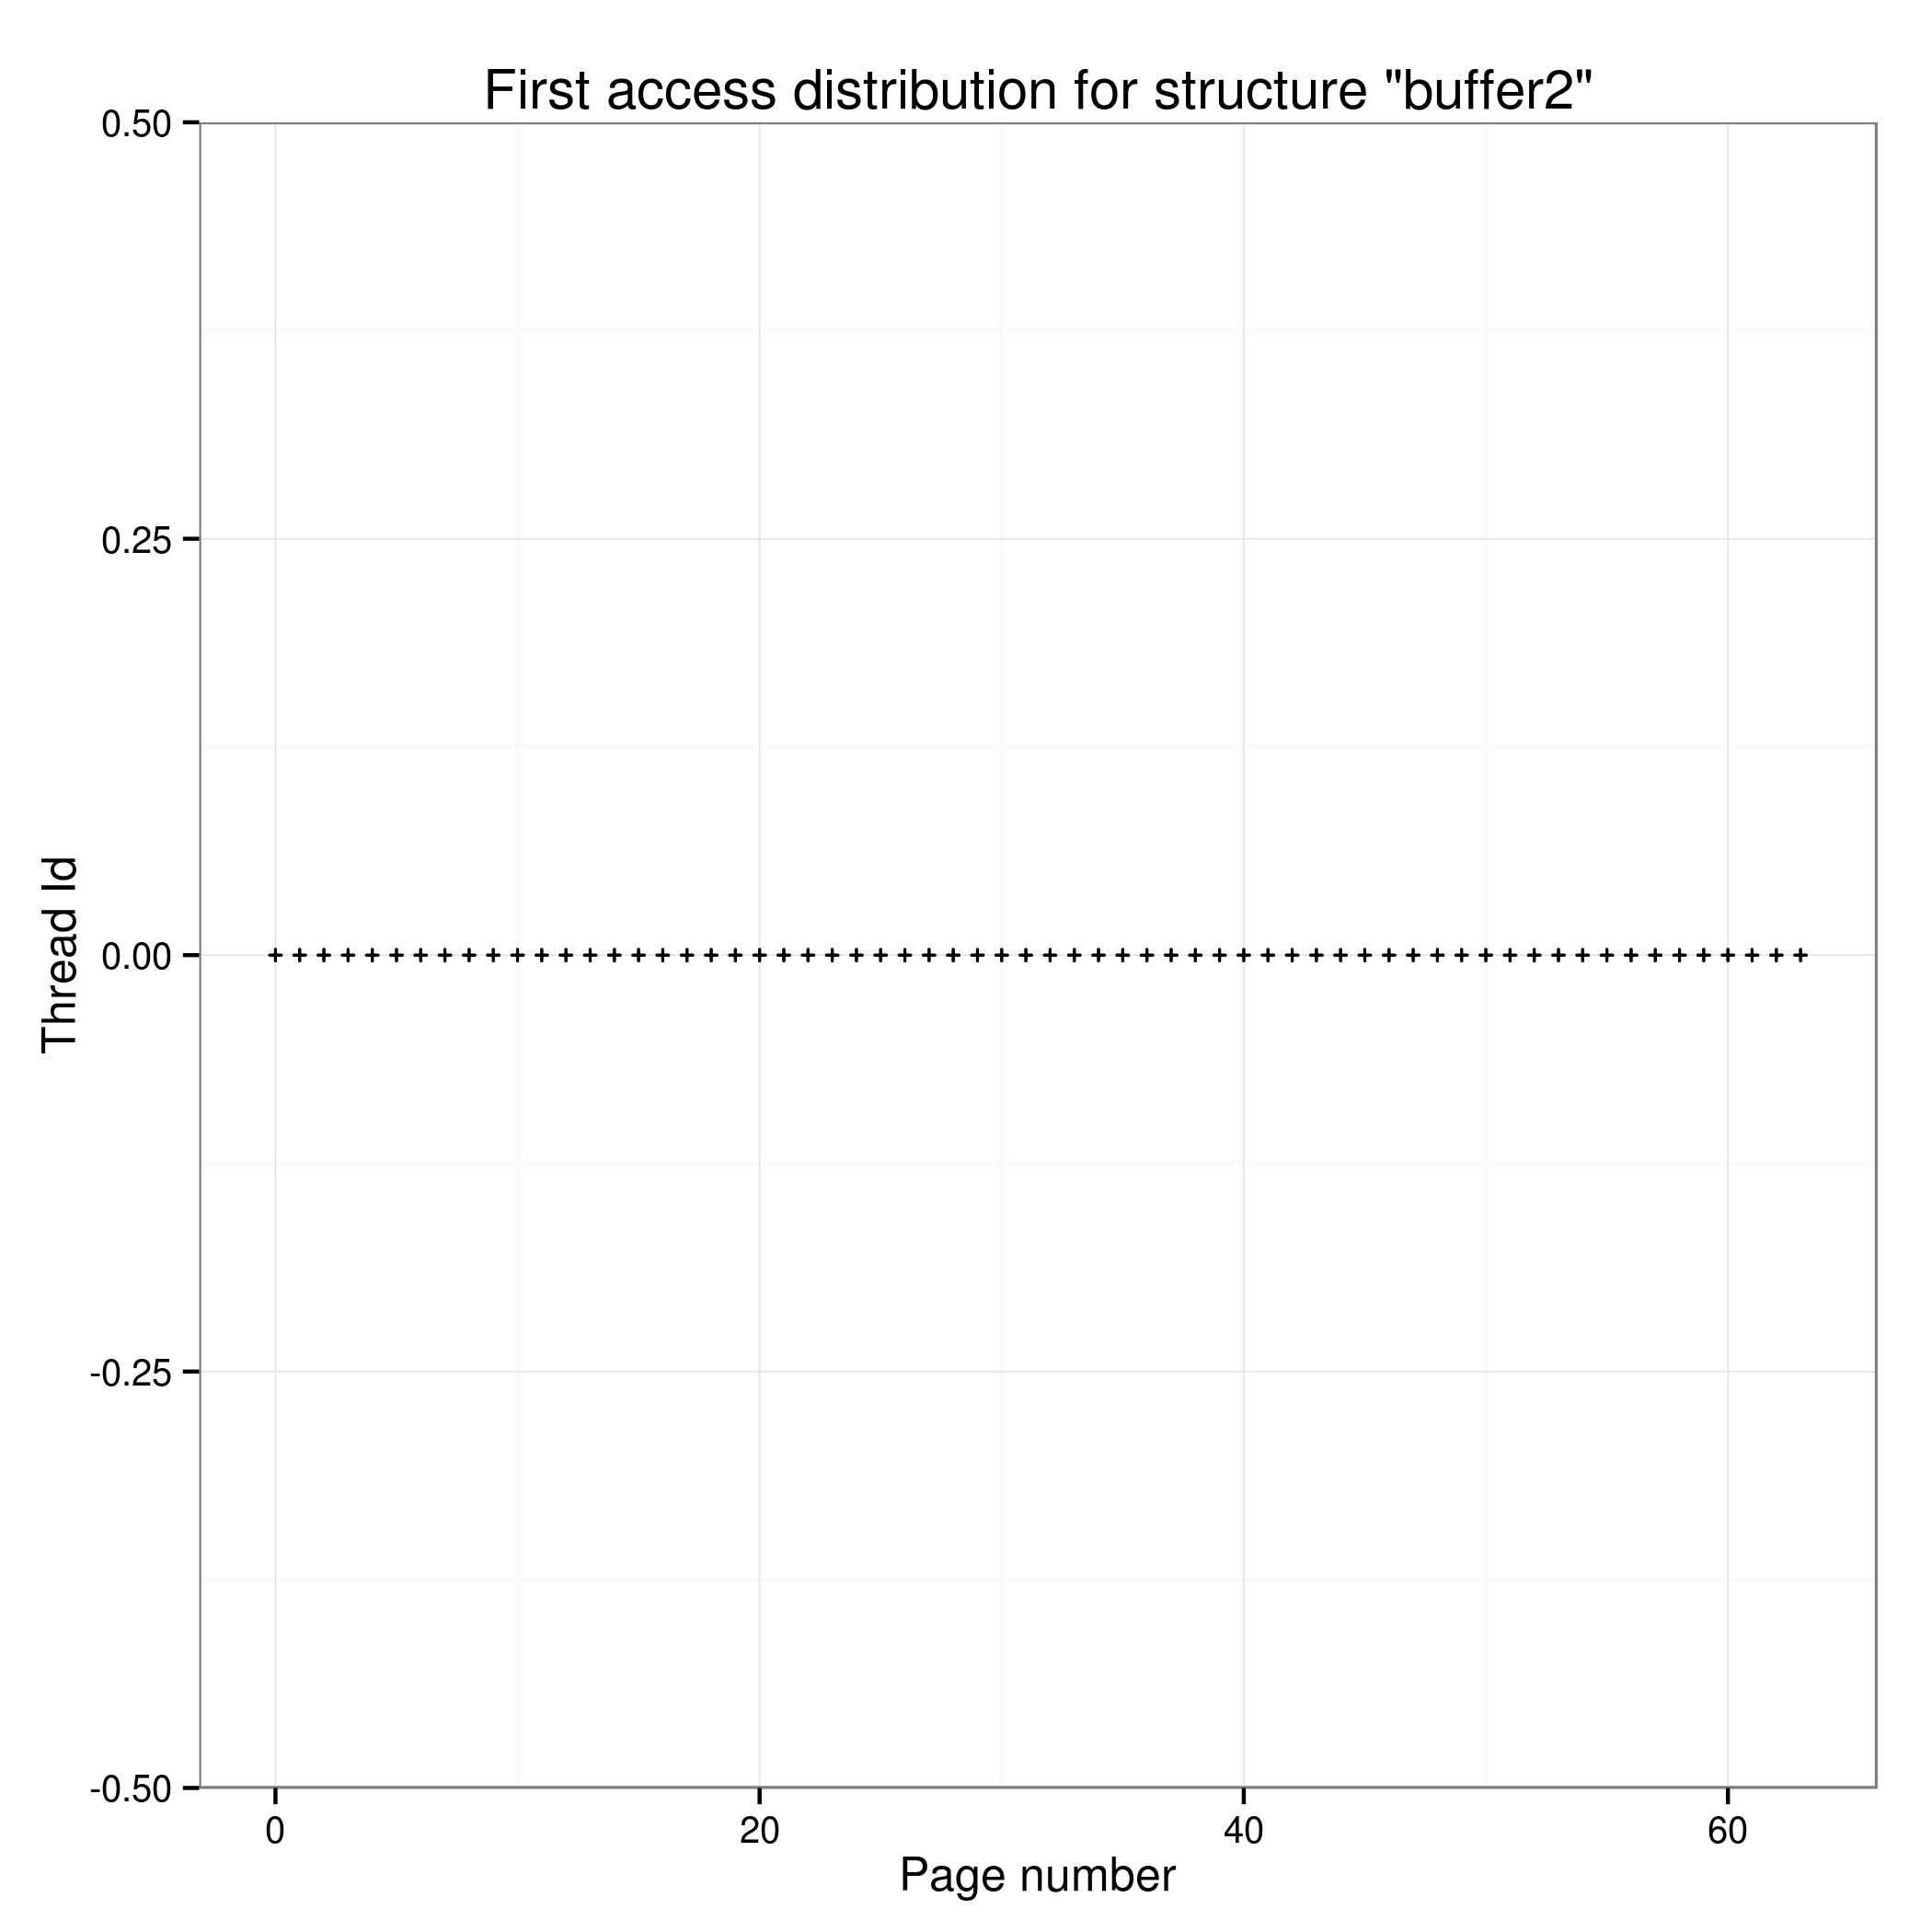 First access distribution for structure "buffer2"
0.50
0.25
0.00
-0.25
-0.50
Thread Id
0 20 40 60
Page number